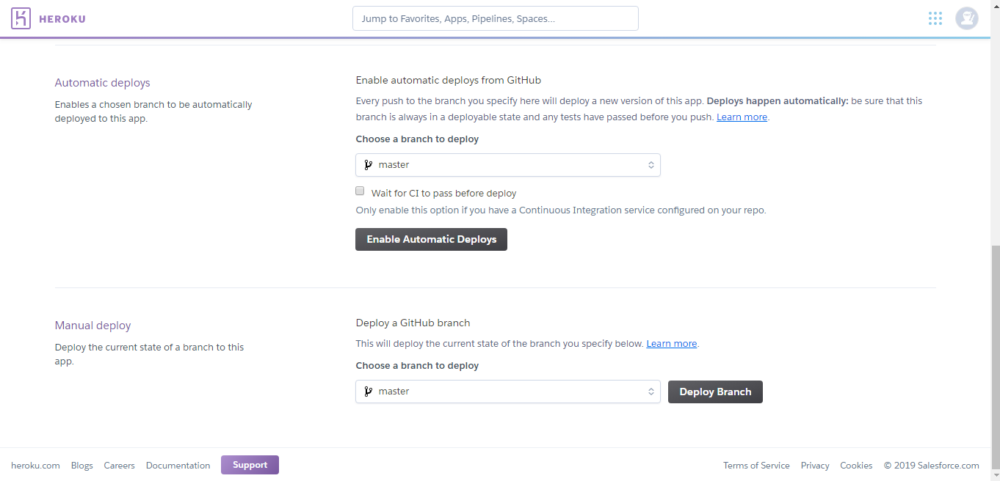 HEROKU
Jump to Favorites, Apps, Pipelines, Spaces...
Automatic deploys
Enables a chosen branch to be automatically
deployed to this app.
Enable automatic deploys from GitHub
Every push to the branch you specify here will deploy a new version of this app. Deploys happen automatically: be sure that this
branch is always in a deployable state and any tests have passed before you push. Learn more.
Choose a branch to deploy
master
Wait for CI to pass before deploy
Only enable this option if you have a Continuous Integration service configured on your repo.
Enable Automatic Deploys
Manual deploy
Deploy the current state of a branch to this
app.
Deploy a GitHub branch
This will deploy the current state of the branch you specify below. Learn more.
Choose a branch to deploy
master
Deploy Branch
heroku.com Blogs Careers Documentation Support
Terms of Service Privacy Cookies © 2019 Salesforce.com